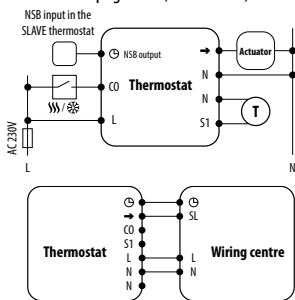 NSB input in the
SLAVE thermostat
NSB output
Actuator
CO
Thermostat
N
N
T
L
S1
AC 230V
L
N
SL
CO
S1
Thermostat
L
L
Wiring centre
N
N
N